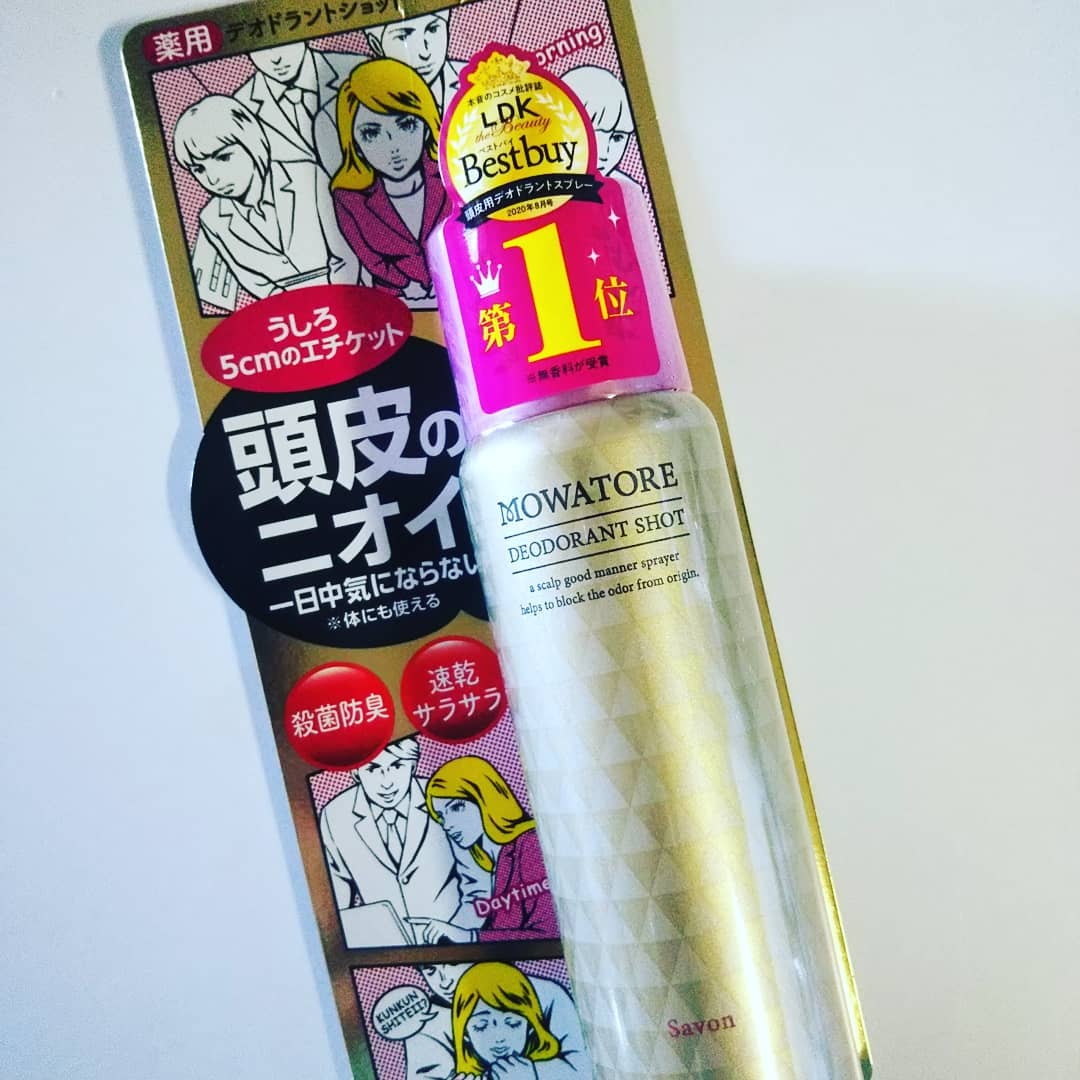 薬用 デオドラントショッ
orning
本音のコスメ批評誌
LDK
the Beauty
ベストバイ
Bestbuy
頭皮用デオドラントスプレー
2020年8月号
第1位
※無香料が受賞
うしろ
5cmのエチケット
頭皮の
ニオイ
一日中気にならない
※体にも使える
殺菌防臭
速乾
サラサラ
MOWATORE
DEODORANT SHOT
a scalp good manner sprayer
helps to block the odor from origin.
Daytime
KUNKUN
SHITEII?
Savon